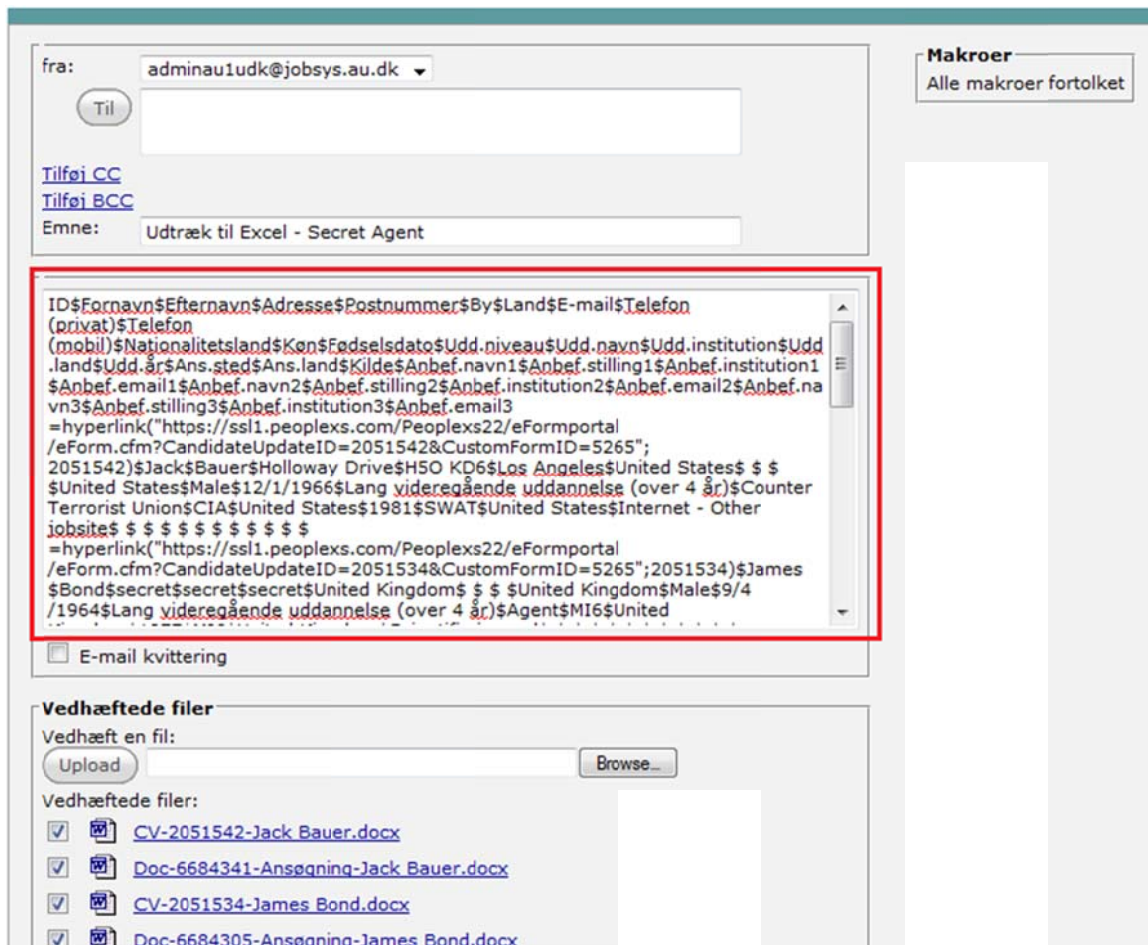 fra: adminau1udk@jobsys.au.dk
Til
Tilføj CC
Tilføj BCC
Emne: Udtræk til Excel - Secret Agent
Makroer
Alle makroer fortolket
ID$Fornavn$Efternavn$Adresse$Postnummer$By$Land$E-mail$Telefon
(privat)$Telefon
(mobil)$Nationalitetsland$Køn$Fødselsdato$Udd.niveau$Udd.navn$Udd.institution$Udd
.land$Udd.år$Ans.sted$Ans.land$Kilde$Anbef.navn1$Anbef.stilling1$Anbef.institution1
$Anbef.email1$Anbef.navn2$Anbef.stilling2$Anbef.institution2$Anbef.email2$Anbef.na
vn3$Anbef.stilling3$Anbef.institution3$Anbef.email3
=hyperlink("https://ssl1.peoplexs.com/Peoplexs22/eFormportal
/eForm.cfm?CandidateUpdateID=2051542&CustomFormID=5265";
2051542)$Jack$Bauer$Holloway Drive$H5O KD6$Los Angeles$United States$ $ $
$United States$Male$12/1/1966$Lang videregående uddannelse (over 4 år)$Counter
Terrorist Union$CIA$United States$1981$SWAT$United States$Internet - Other
jobsite$ $ $ $ $ $ $ $ $ $ $ $
=hyperlink("https://ssl1.peoplexs.com/Peoplexs22/eFormportal
/eForm.cfm?CandidateUpdateID=2051534&CustomFormID=5265";2051534)$James
$Bond$secret$secret$secret$United Kingdom$ $ $ $United Kingdom$Male$9/4
/1964$Lang videregående uddannelse (over 4 år)$Agent$MI6$United
E-mail kvittering
Vedhæftede filer
Vedhæft en fil:
Upload Browse...
Vedhæftede filer:
CV-2051542-Jack Bauer.docx
Doc-6684341-Ansøgning-Jack Bauer.docx
CV-2051534-James Bond.docx
Doc-6684305-Ansøgning-James Bond.docx